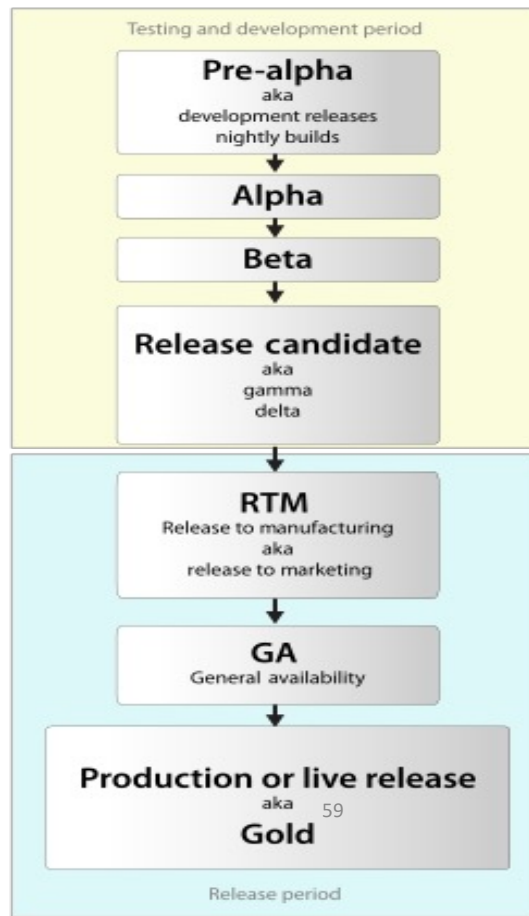 Testing and development period
Pre-alpha
aka
development releases
nightly builds
Alpha
Beta
Release candidate
aka
gamma
delta
RTM
Release to manufacturing
aka
release to marketing
GA
General availability
Production or live release
aka
59
Gold
Release period